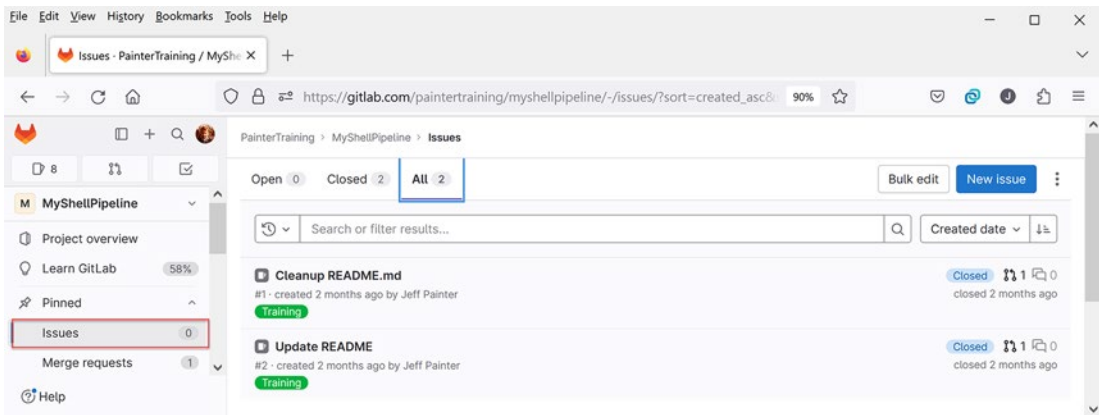 File Edit View History Bookmarks Tools Help
Issues · PainterTraining / MyShe
https://gitlab.com/paintertraining/myshellpipeline/-/issues/?sort=created_asc& 90%
J
8
PainterTraining > MyShellPipeline > Issues
Open 0 Closed 2 All 2 Bulk edit New issue
M MyShellPipeline
Project overview
Learn GitLab 58%
Pinned
Issues 0
Merge requests 1
Help
Search or filter results... Created date
Cleanup README.md Closed 1 0
#1 · created 2 months ago by Jeff Painter closed 2 months ago
Training
Update README Closed 1 0
#2 · created 2 months ago by Jeff Painter closed 2 months ago
Training